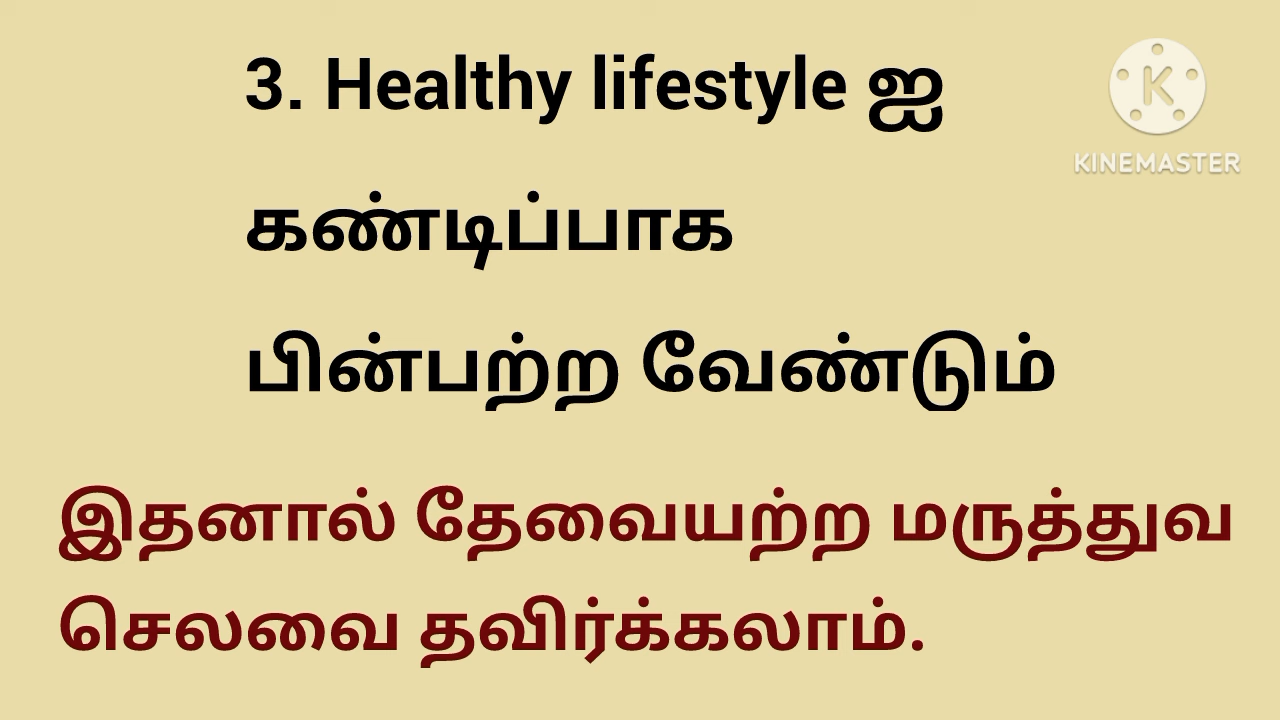 3. Healthy lifestyle ஐ
கண்டிப்பாக
பின்பற்ற வேண்டும்
இதனால் தேவையற்ற மருத்துவ
செலவை தவிர்க்கலாம்.
K
KINEMASTER